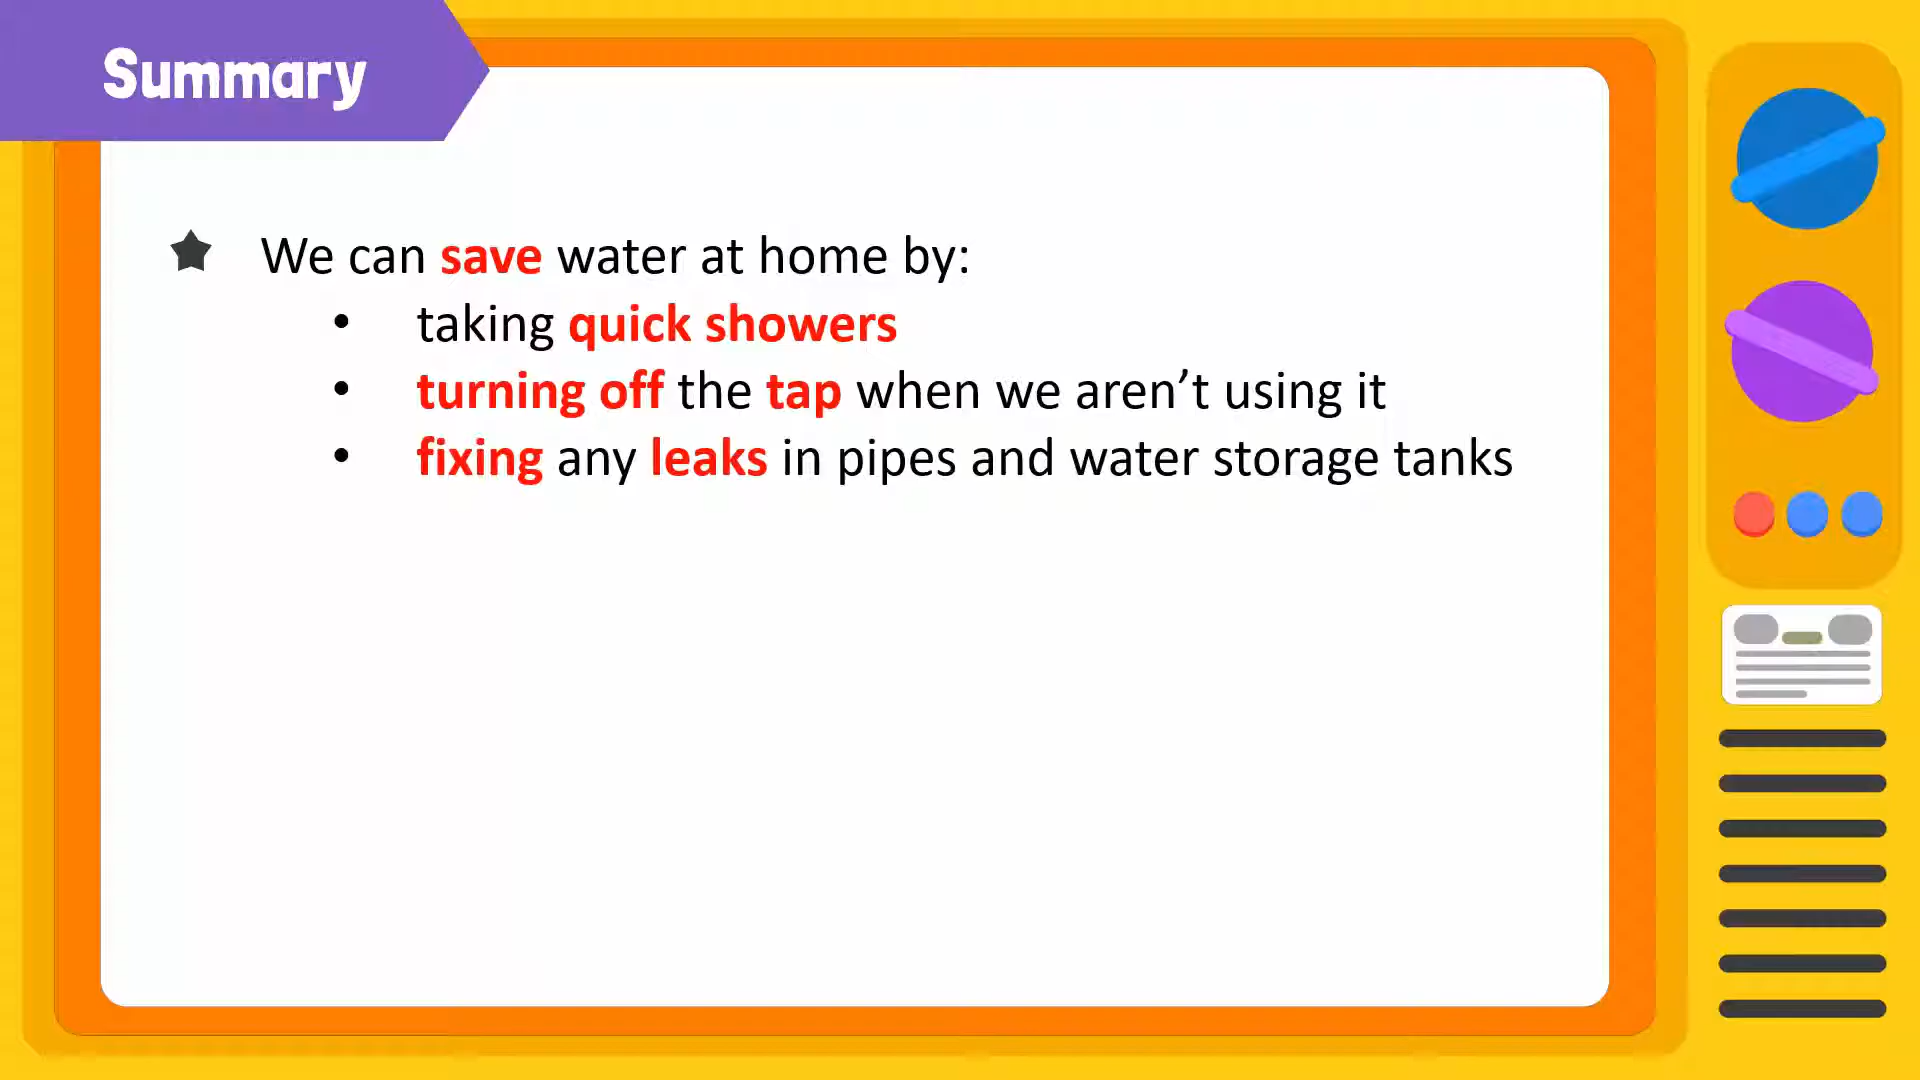 Summary
We can save water at home by:
• taking quick showers
• turning off the tap when we aren’t using it
• fixing any leaks in pipes and water storage tanks